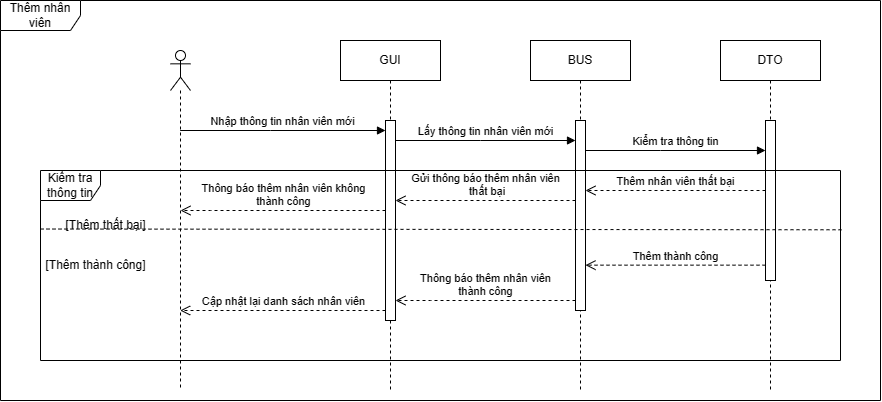 Thêm nhân
viên
GUI
BUS
DTO
Nhập thông tin nhân viên mới
Lấy thông tin nhân viên mới
Kiểm tra thông tin
Kiểm tra
thông tin
Thông báo thêm nhân viên không
thành công
Gửi thông báo thêm nhân viên
thất bại
Thêm nhân viên thất bại
[Thêm thất bại]
[Thêm thành công]
Thêm thành công
Thông báo thêm nhân viên
thành công
Cập nhật lại danh sách nhân viên